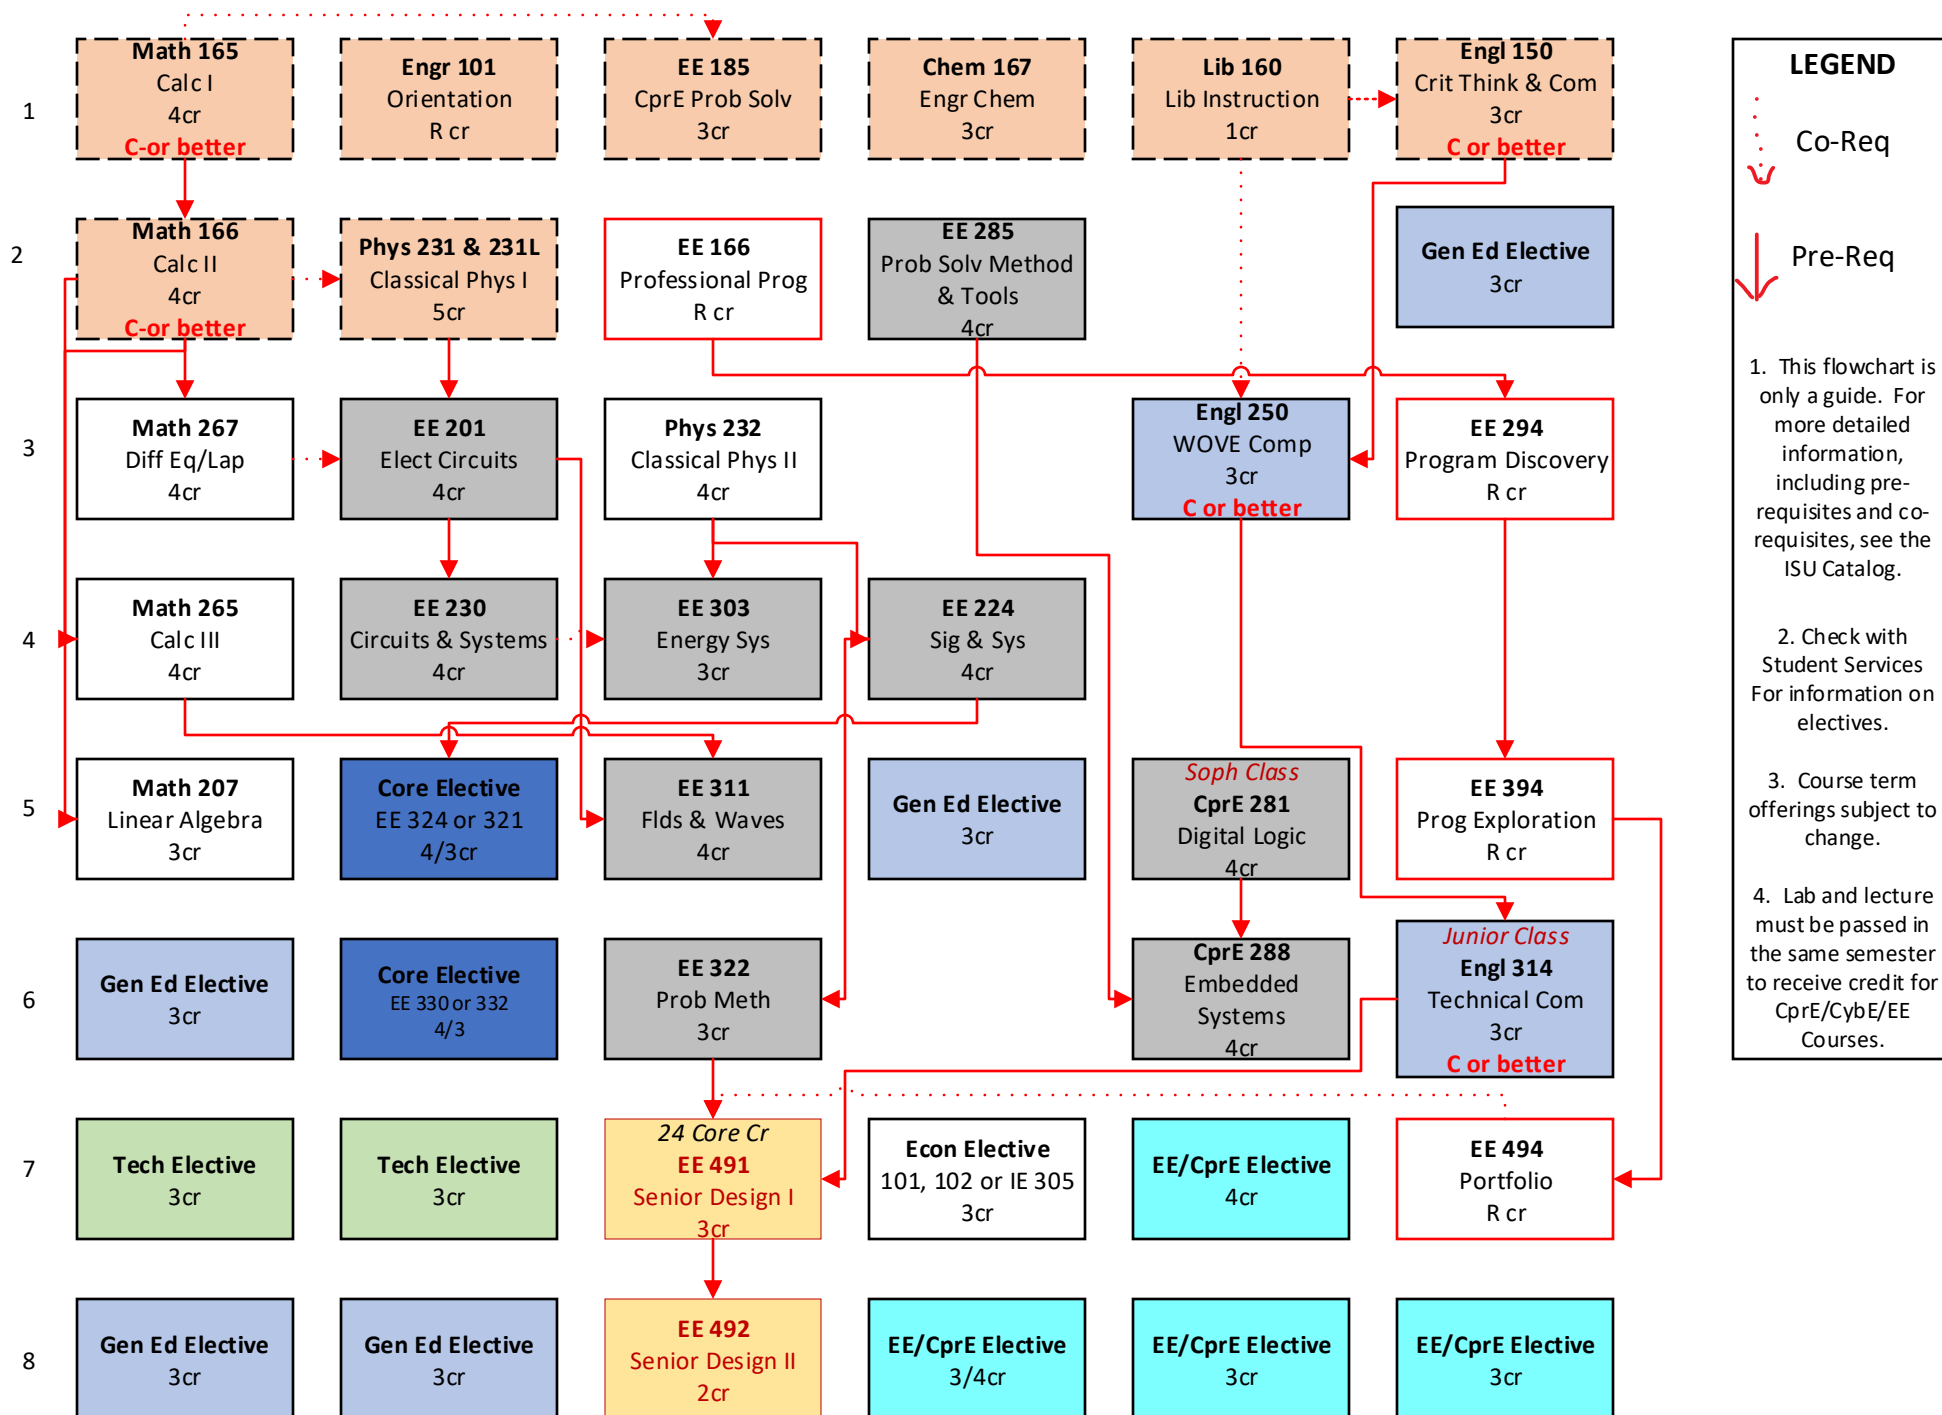 1
Math 165
Calc I
4cr
C-or better
Engr 101
Orientation
R cr
EE 185
CprE Prob Solv
3cr
Chem 167
Engr Chem
3cr
Lib 160
Lib Instruction
1cr
Engl 150
Crit Think & Com
3cr
C or better
2
Math 166
Calc II
4cr
C-or better
Phys 231 & 231L
Classical Phys I
5cr
EE 166
Professional Prog
R cr
EE 285
Prob Solv Method
& Tools
4cr
Gen Ed Elective
3cr
3
Math 267
Diff Eq/Lap
4cr
EE 201
Elect Circuits
4cr
Phys 232
Classical Phys II
4cr
Engl 250
WOVE Comp
3cr
C or better
EE 294
Program Discovery
R cr
4
Math 265
Calc III
4cr
EE 230
Circuits & Systems
4cr
EE 303
Energy Sys
3cr
EE 224
Sig & Sys
4cr
5
Math 207
Linear Algebra
3cr
Core Elective
EE 324 or 321
4/3cr
EE 311
Flds & Waves
4cr
Gen Ed Elective
3cr
Soph Class
CprE 281
Digital Logic
4cr
EE 394
Prog Exploration
R cr
6
Gen Ed Elective
3cr
Core Elective
EE 330 or 332
4/3
EE 322
Prob Meth
3cr
CprE 288
Embedded
Systems
4cr
Junior Class
Engl 314
Technical Com
3cr
C or better
7
Tech Elective
3cr
Tech Elective
3cr
24 Core Cr
EE 491
Senior Design I
3cr
Econ Elective
101, 102 or IE 305
3cr
EE/CprE Elective
4cr
EE 494
Portfolio
R cr
8
Gen Ed Elective
3cr
Gen Ed Elective
3cr
EE 492
Senior Design II
2cr
EE/CprE Elective
3/4cr
EE/CprE Elective
3cr
EE/CprE Elective
3cr
LEGEND
Co-Req
Pre-Req
1. This flowchart is
only a guide. For
more detailed
information,
including pre-
requisites and co-
requisites, see the
ISU Catalog.
2. Check with
Student Services
For information on
electives.
3. Course term
offerings subject to
change.
4. Lab and lecture
must be passed in
the same semester
to receive credit for
CprE/CybE/EE
Courses.